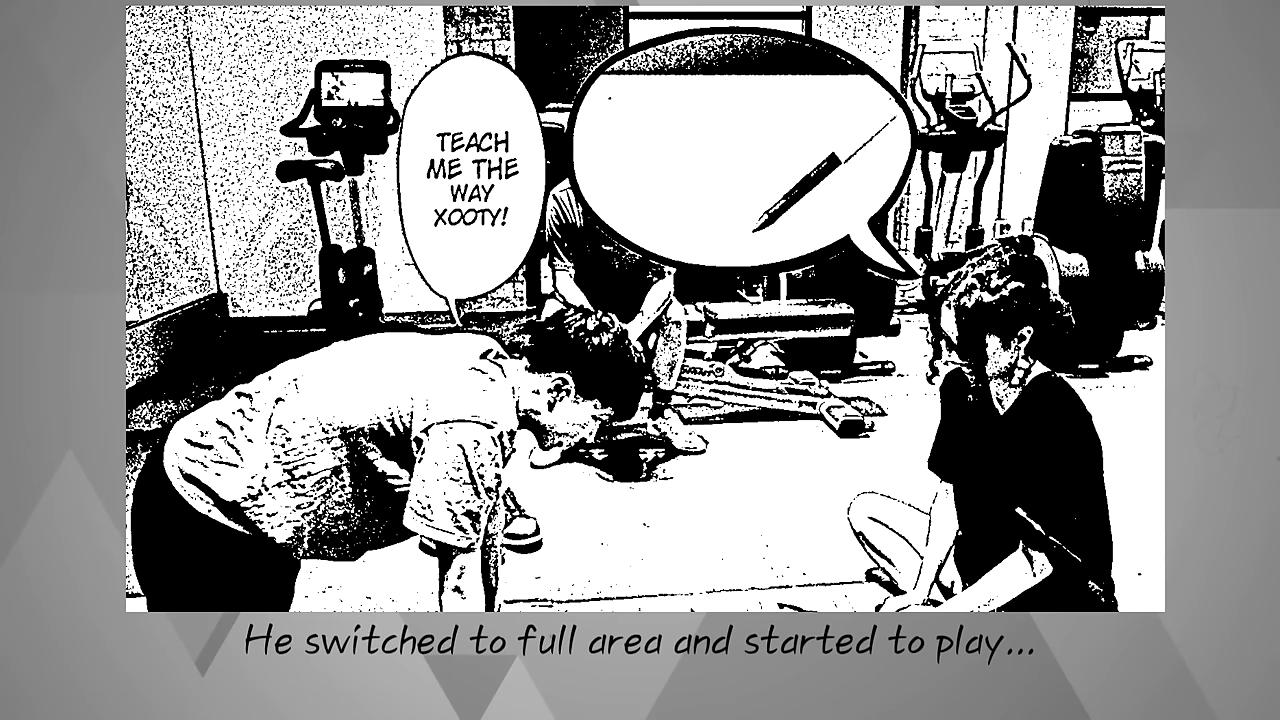 TEACH
ME THE
WAY
XOOTY!
He switched to full area and started to play...